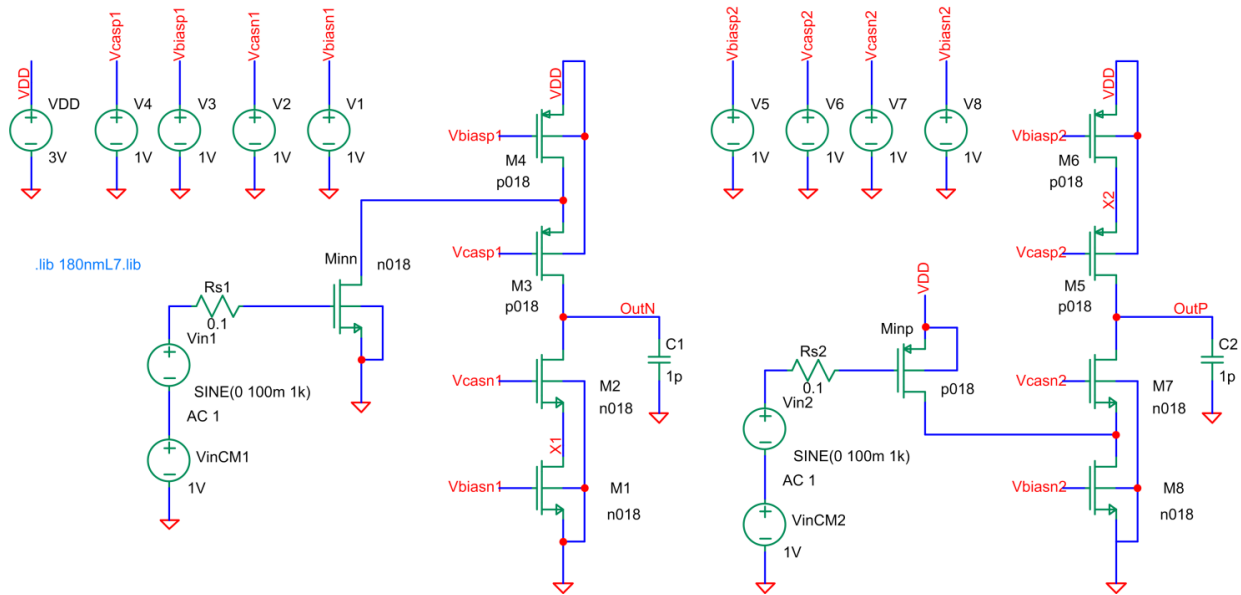 Vcasp1
Vbiasp1
Vcasn1
Vbiasn1
VDD
VDD
3V
V4
1V
V3
1V
V2
1V
V1
1V
.lib 180nmL7.lib
VDD
Vbiasp1
M4
p018
Vcasp1
M3
p018
Minn
n018
Rs1
0.1
Vin1
SINE(0 100m 1k)
AC 1
VinCM1
1V
OutN
C1
1p
Vcasn1
M2
n018
X1
Vbiasn1
M1
n018
Vbiasp2
Vcasp2
Vcasn2
Vbiasn2
V5
1V
V6
1V
V7
1V
V8
1V
VDD
Vbiasp2
M6
p018
X2
Vcasp2
M5
p018
VDD
Minp
p018
Rs2
0.1
Vin2
SINE(0 100m 1k)
AC 1
VinCM2
1V
OutP
C2
1p
Vcasn2
M7
n018
Vbiasn2
M8
n018